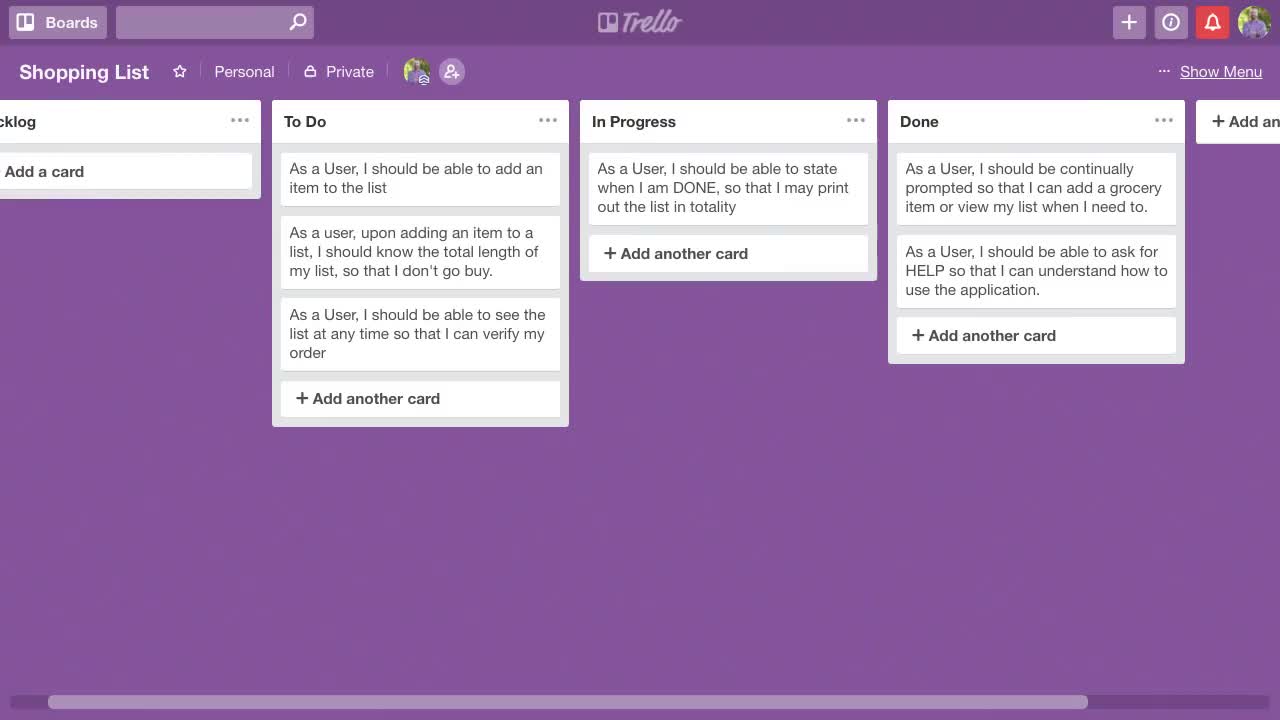 Boards
Trello
Shopping List
Personal
Private
Show Menu
cklog
Add a card
To Do
As a User, I should be able to add an
item to the list
As a user, upon adding an item to a
list, I should know the total length of
my list, so that I don't go buy.
As a User, I should be able to see the
list at any time so that I can verify my
order
+ Add another card
In Progress
As a User, I should be able to state
when I am DONE, so that I may print
out the list in totality
+ Add another card
Done
As a User, I should be continually
prompted so that I can add a grocery
item or view my list when I need to.
As a User, I should be able to ask for
HELP so that I can understand how to
use the application.
+ Add another card
+ Add an